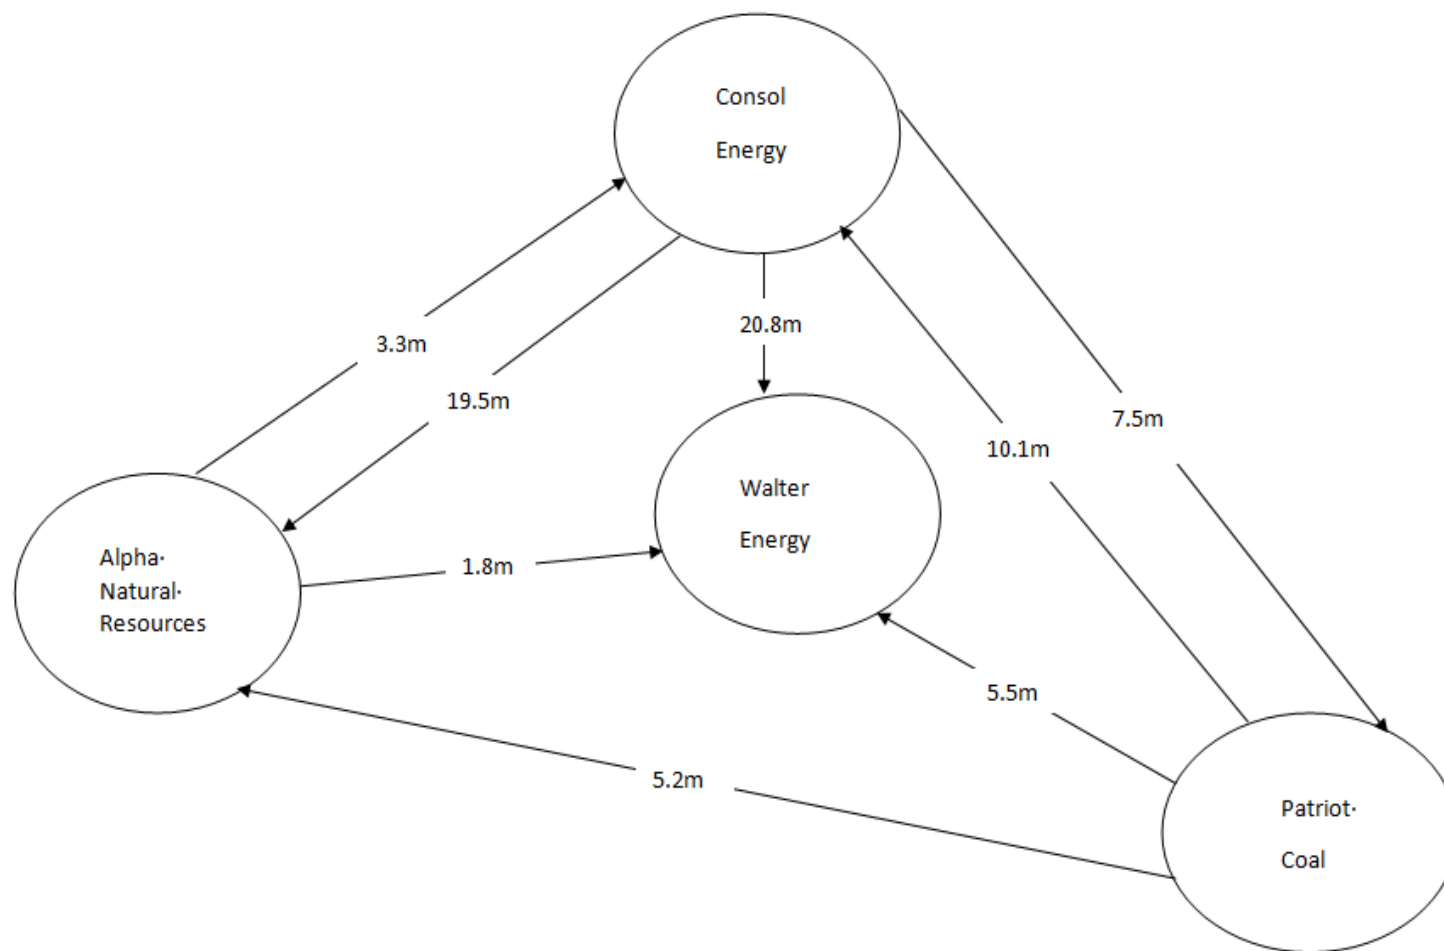 Consol
Energy
20.8m
3.3m
19.5m
7.5m
10.1m
Walter
Energy
Alpha·
Natural·
Resources
1.8m
5.5m
5.2m
Patriot·
Coal